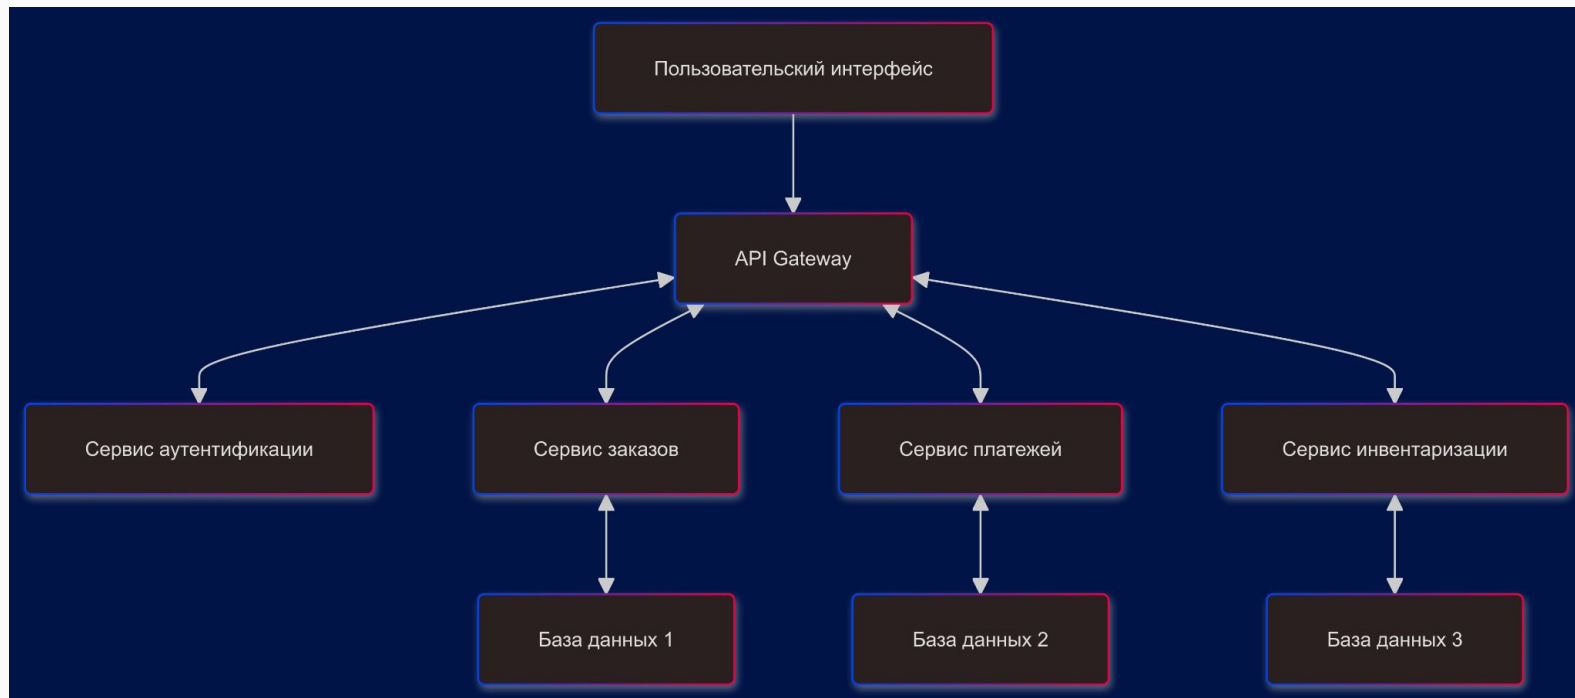 Пользовательский интерфейс
API Gateway
Сервис аутентификации
Сервис заказов
Сервис платежей
Сервис инвентаризации
База данных 1
База данных 2
База данных 3